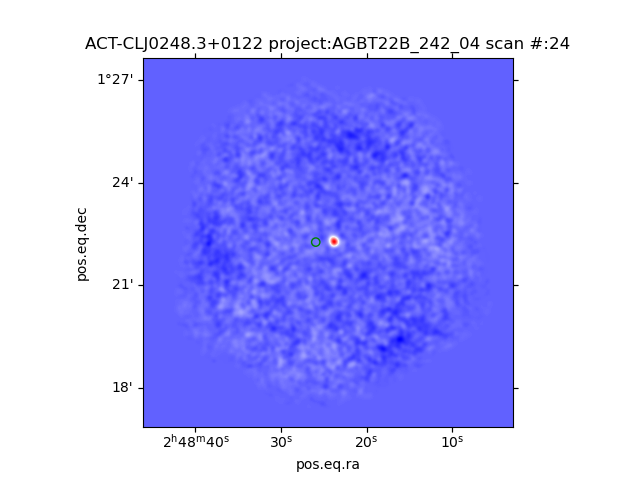 ACT-CLJ0248.3+0122 project:AGBT22B_242_04 scan #:24
1°27'
24'
21'
18'
pos.eq.dec
2ʰ48ᵐ40ˢ 30ˢ 20ˢ 10ˢ
pos.eq.ra